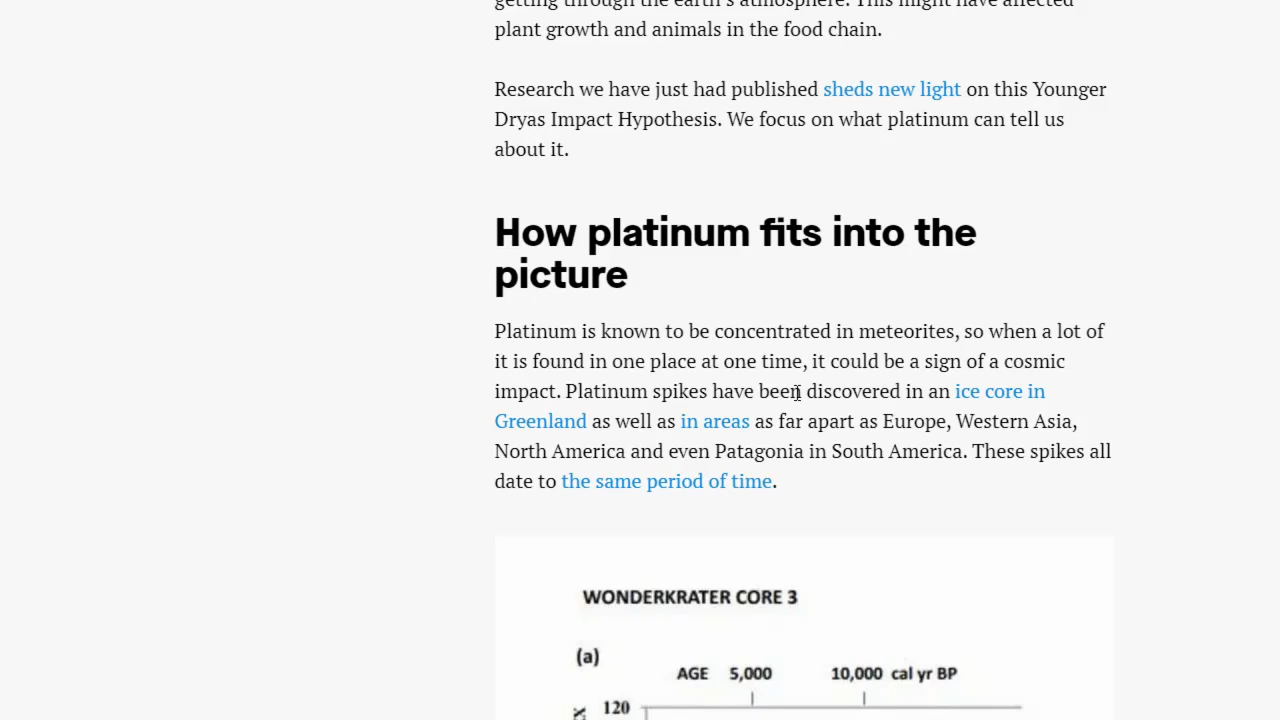 getting through the earth's atmosphere. This might have affected
plant growth and animals in the food chain.
Research we have just had published sheds new light on this Younger
Dryas Impact Hypothesis. We focus on what platinum can tell us
about it.
How platinum fits into the
picture
Platinum is known to be concentrated in meteorites, so when a lot of
it is found in one place at one time, it could be a sign of a cosmic
impact. Platinum spikes have been discovered in an ice core in
Greenland as well as in areas as far apart as Europe, Western Asia,
North America and even Patagonia in South America. These spikes all
date to the same period of time.
WONDERKRATER CORE 3
(a)
AGE 5,000 10,000 cal yr BP
120